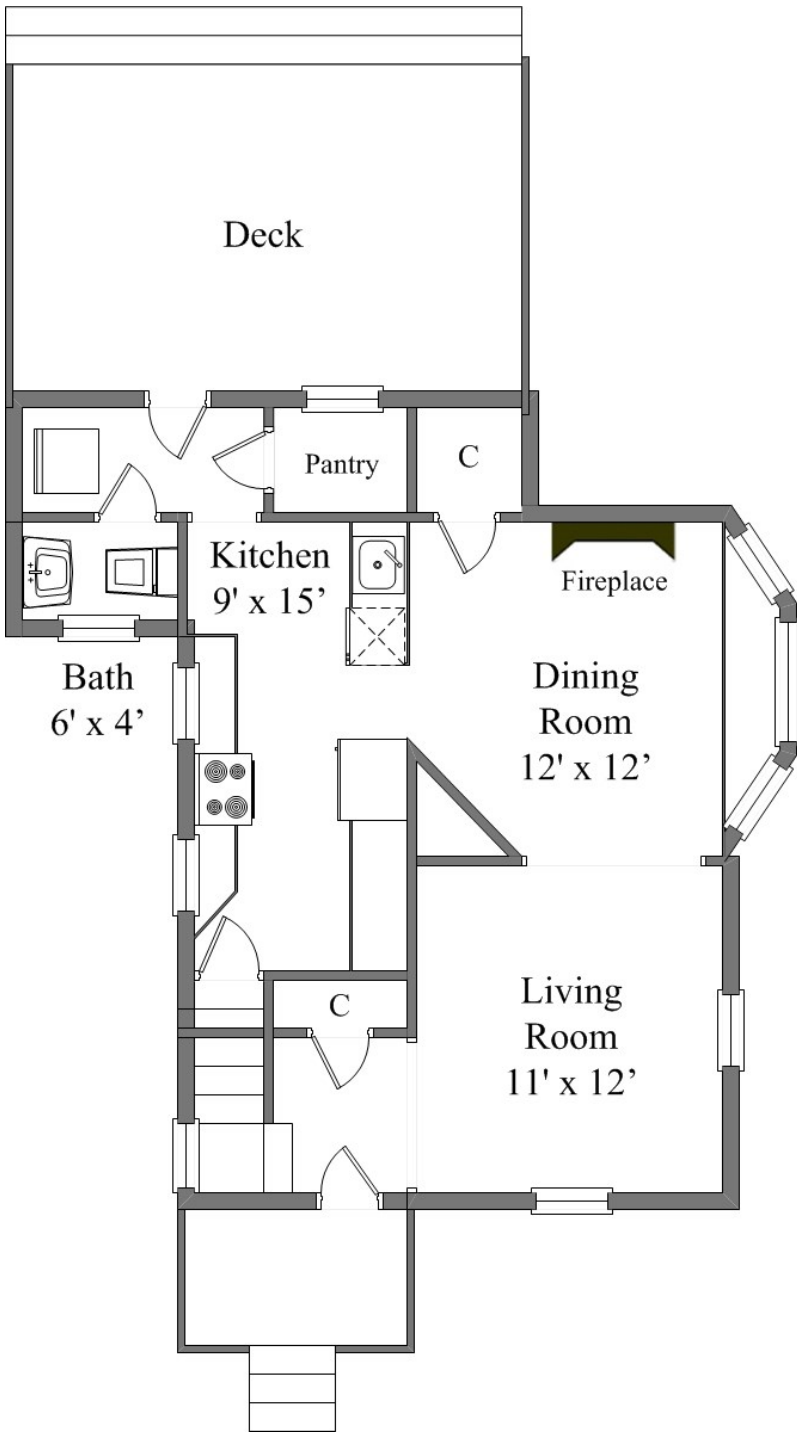 Deck
Pantry
C
Kitchen
9' x 15’
Fireplace
Bath
6' x 4’
Dining
Room
12' x 12’
Living
Room
11' x 12’
C